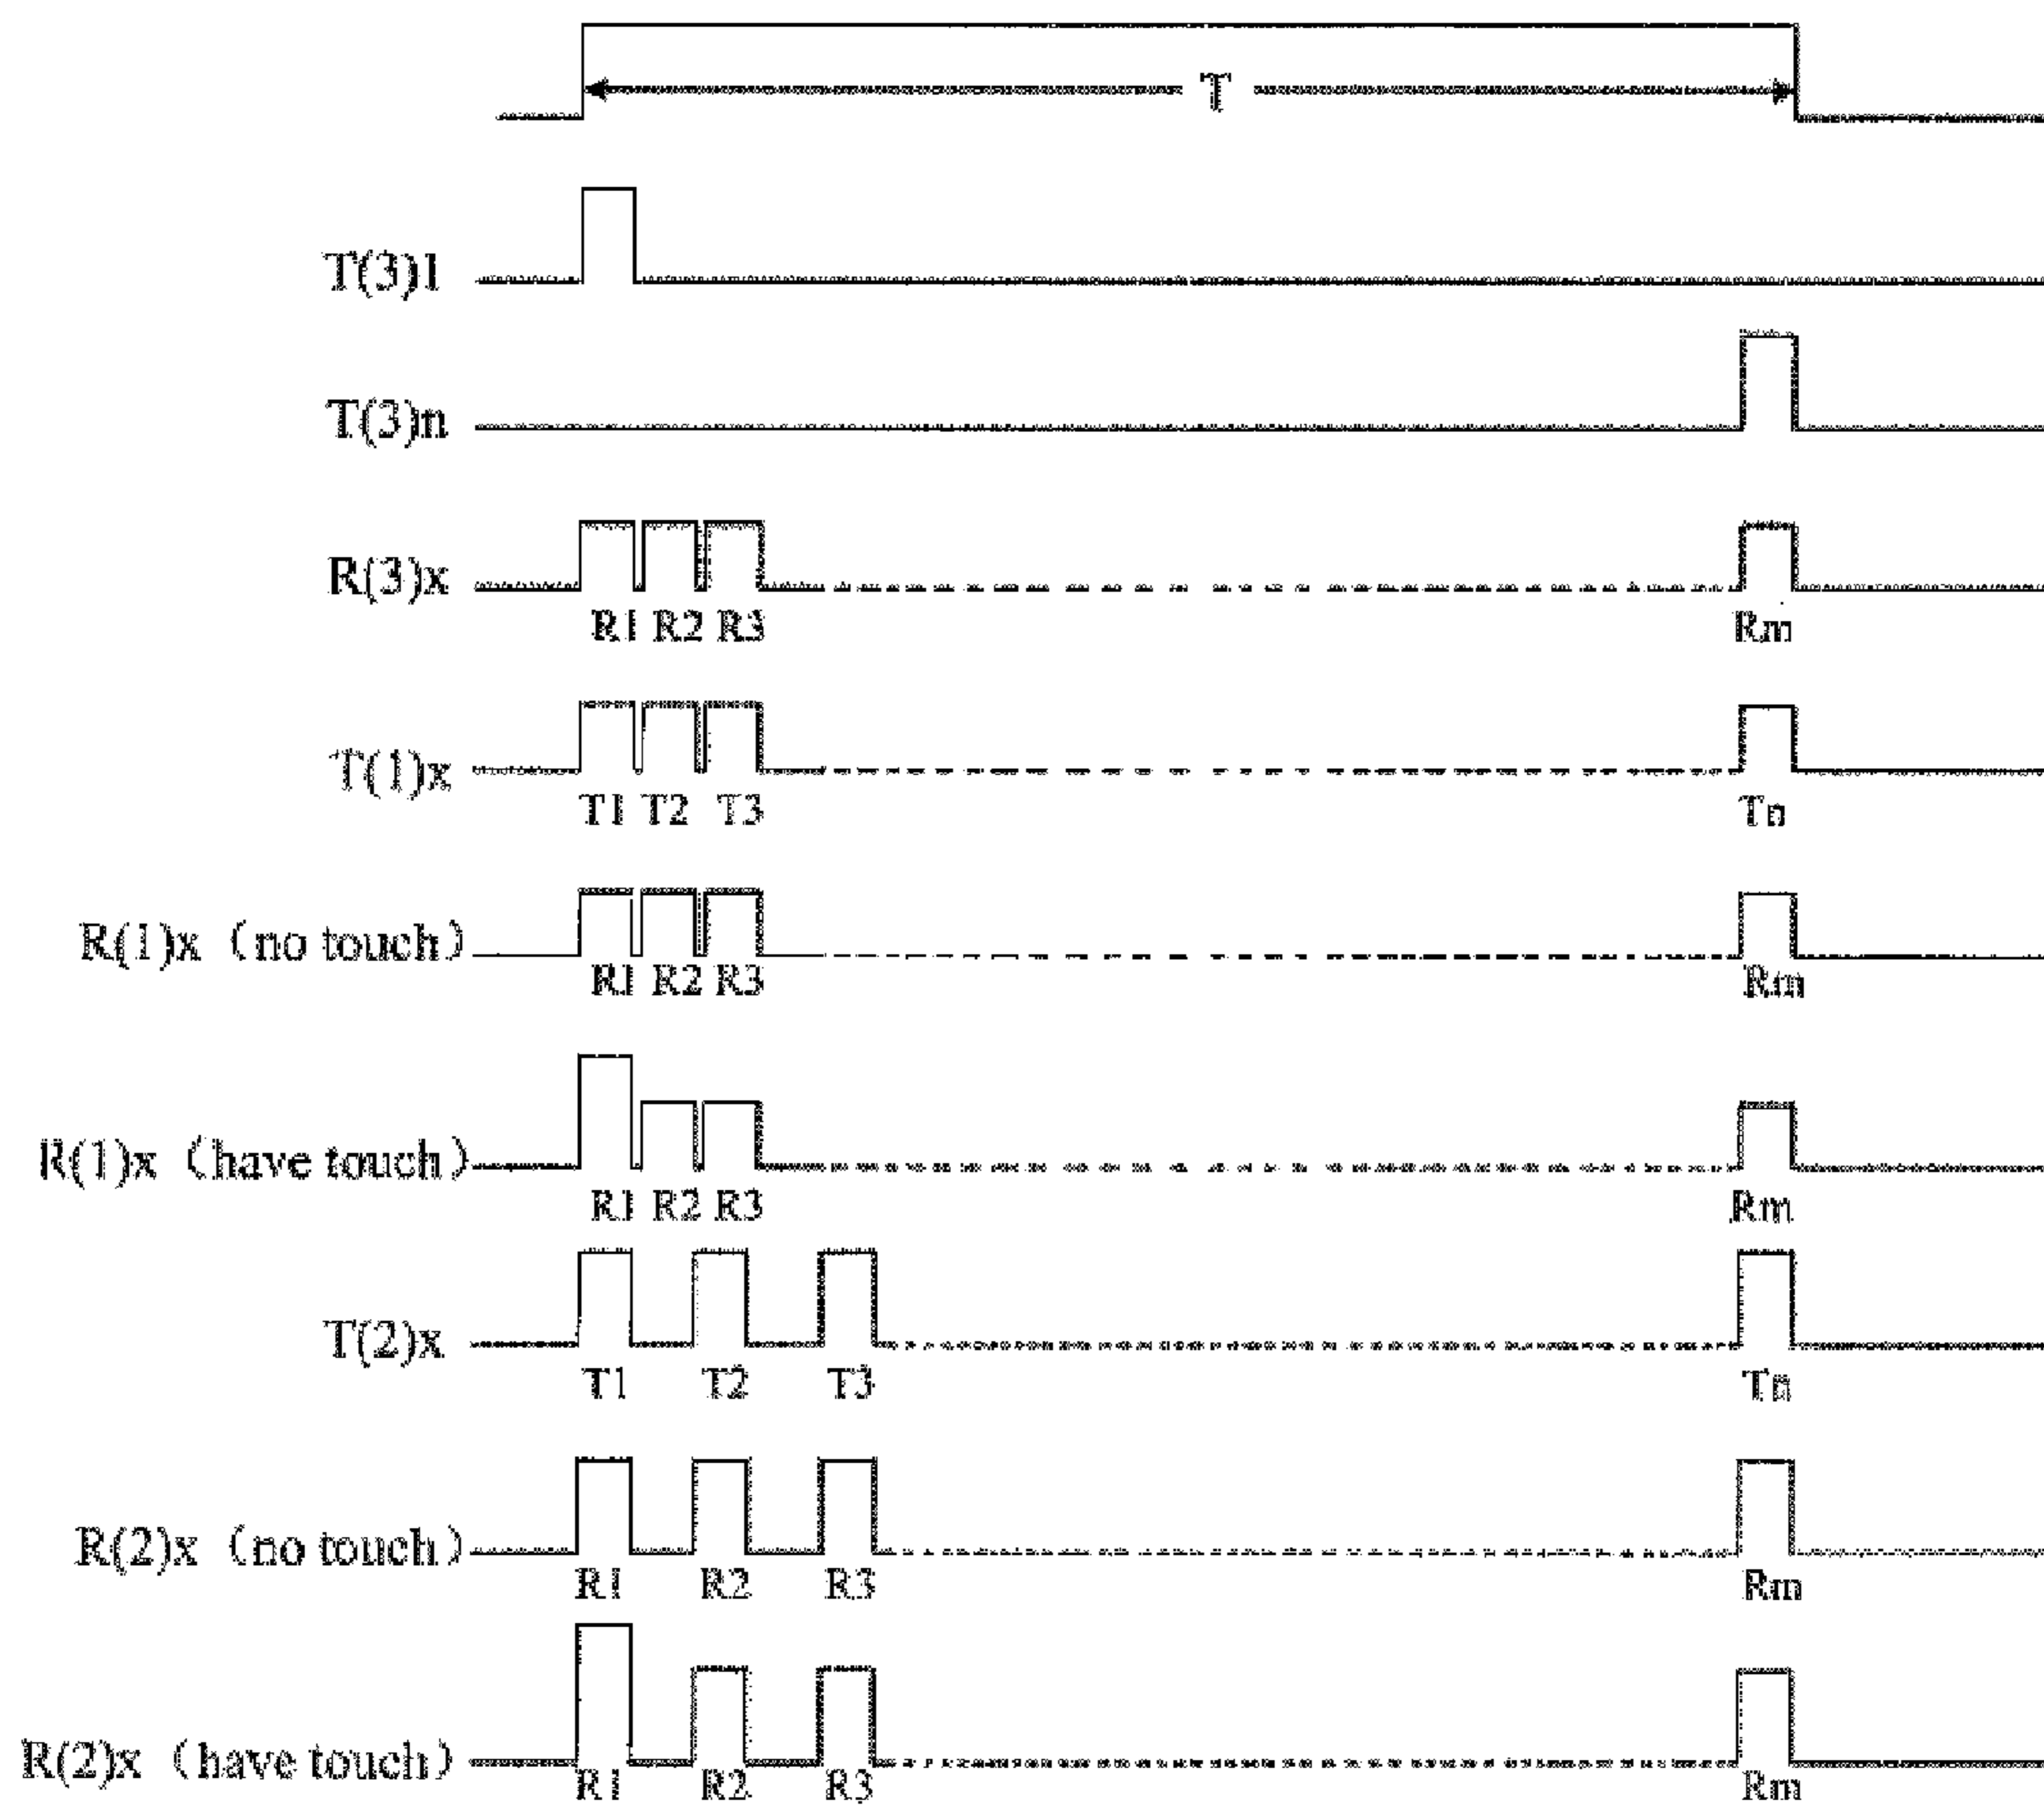 T
T(3)1
T(3)n
R(3)x
R1 R2 R3 Rm
T(1)x
T1 T2 T3 Tn
R(1)x (no touch)
R1 R2 R3 Rm
R(1)x (have touch)
R1 R2 R3 Rm
T(2)x
T1 T2 T3 Tn
R(2)x (no touch)
R1 R2 R3 Rm
R(2)x (have touch)
R1 R2 R3 Rm